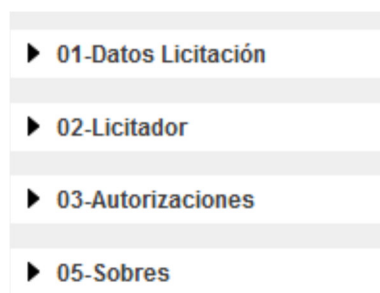 01-Datos Licitación
02-Licitador
03-Autorizaciones
05-Sobres